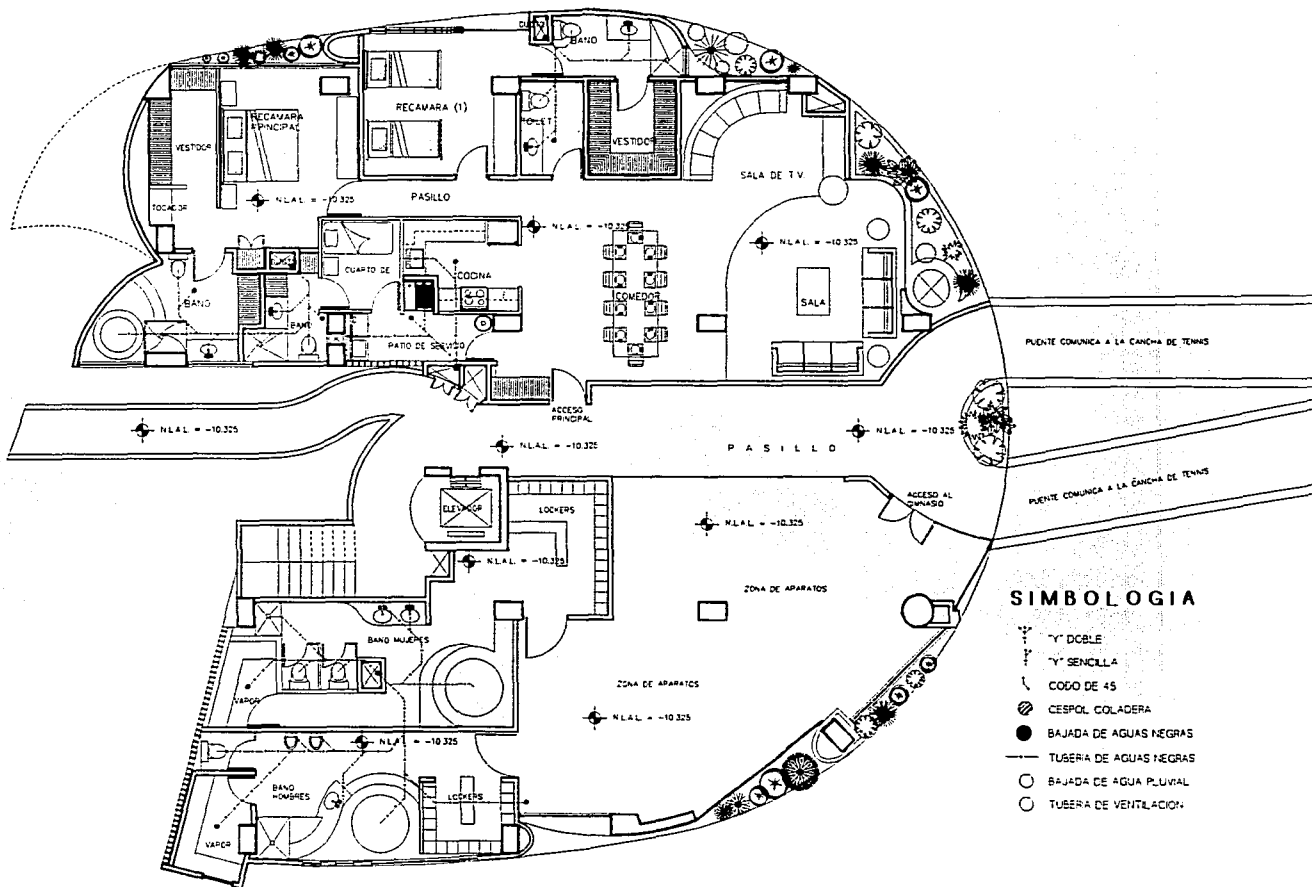 DUCTO
BAÑO
RECAMARA (1)
RECAMARA
PRINCIPAL
TOILET
VESTIDOR
VESTIDOR
SALA DE T.V.
TOCADOR
PASILLO
N.L.A.L. = -10.325
N.L.A.L. = -10.325
N.L.A.L. = -10.325
CUARTO DE
COCINA
COMEDOR
SALA
BAÑO
BAÑO
PATIO DE SERVICIO
PUENTE COMUNICA A LA CANCHA DE TENNIS
ACCESO
PRINCIPAL
N.L.A.L. = -10.325
N.L.A.L. = -10.325
PASILLO
N.L.A.L. = -10.325
PUENTE COMUNICA A LA CANCHA DE TENNIS
ACCESO AL
GIMNASIO
ELEVADOR
LOCKERS
N.L.A.L. = -10.325
N.L.A.L. = -10.325
ZONA DE APARATOS
BANO MUJERES
VAPOR
ZONA DE APARATOS
N.L.A.L. = -10.325
N.L.A.L. = -10.325
BANO
HOMBRES
LOCKERS
VAPOR
SIMBOLOGIA
"Y" DOBLE
"Y" SENCILLA
CODO DE 45
CESPOL COLADERA
BAJADA DE AGUAS NEGRAS
TUBERIA DE AGUAS NEGRAS
BAJADA DE AGUA PLUVIAL
TUBERIA DE VENTILACION